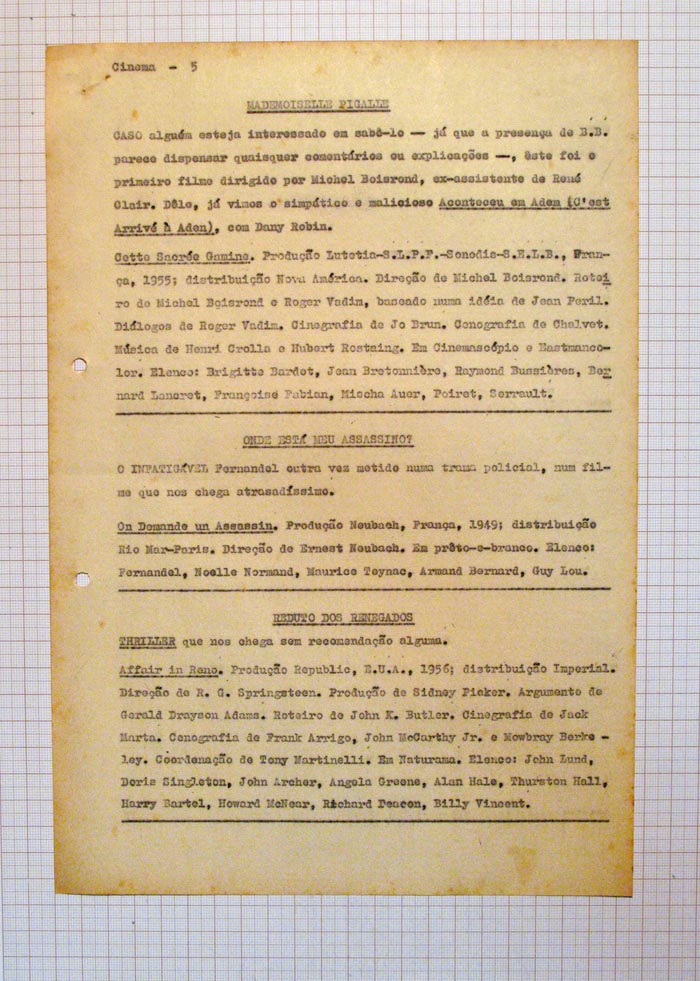 Cinema - 5
MADEMOISELLE PIGALLE
CASO alguém esteja interessado em sabê-lo — já que a presença de B.B.
parece dispensar quaisquer comentários ou explicações —, êste foi o
primeiro filme dirigido por Michel Boisrond, ex-assistente de René
Clair. Dêle, já vimos o simpático e malicioso Aconteceu em Adem (C'est
Arrivé à Aden), com Dany Robin.
Cette Sacrée Gamine. Produção Lutetia-S.L.P.F.-Sonodis-S.E.L.B., Fran-
ça, 1955; distribuição Nova América. Direção de Michel Boisrond. Rotei
ro de Michel Boisrond e Roger Vadim, baseado numa idéia de Jean Peril.
Diálogos de Roger Vadim. Cinegrafia de Jo Brun. Cenografia de Chalvet.
Música de Henri Crolla e Hubert Rostaing. Em Cinemascópio e Eastmanco-
lor. Elenco: Brigitte Bardot, Jean Bretonnière, Raymond Bussières, Ber
nard Lancret, Françoise Fabian, Mischa Auer, Poiret, Serrault.
ONDE ESTÁ MEU ASSASSINO?
O INFATIGÁVEL Fernandel outra vez metido numa trama policial, num fil-
me que nos chega atrasadíssimo.
On Demande un Assassin. Produção Neubach, França, 1949; distribuição
Rio Mar-Paris. Direção de Ernest Neubach. Em prêto-e-branco. Elenco:
Fernandel, Noelle Normand, Maurice Teynac, Armand Bernard, Guy Lou.
REDUTO DOS RENEGADOS
THRILLER que nos chega sem recomendação alguma.
Affair in Reno. Produção Republic, E.U.A., 1956; distribuição Imperial.
Direção de R. G. Springsteen. Produção de Sidney Picker. Argumento de
Gerald Drayson Adams. Roteiro de John K. Butler. Cinegrafia de Jack
Marta. Cenografia de Frank Arrigo, John McCarthy Jr. e Mowbray Berke -
ley. Coordenação de Tony Martinelli. Em Naturama. Elenco: John Lund,
Doris Singleton, John Archer, Angela Greene, Alan Hale, Thurston Hall,
Harry Bartel, Howard McNear, Richard Deacon, Billy Vincent.